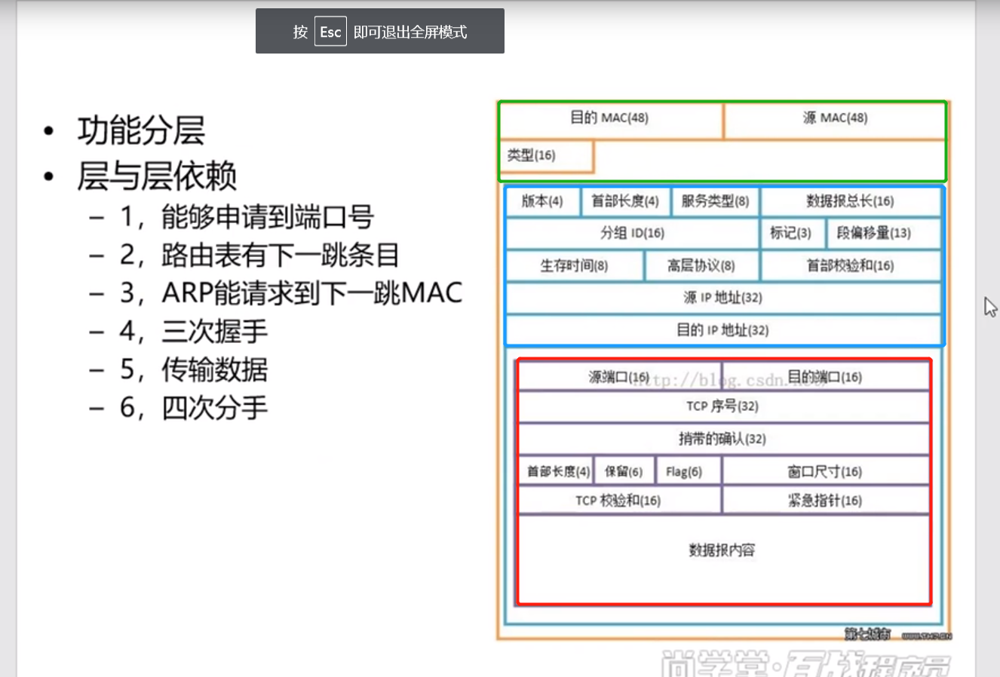 按 Esc 即可退出全屏模式
• 功能分层
• 层与层依赖
– 1，能够申请到端口号
– 2，路由表有下一跳条目
– 3，ARP能请求到下一跳MAC
– 4，三次握手
– 5，传输数据
– 6，四次分手
目的 MAC(48) 源 MAC(48)
类型(16)
版本(4) 首部长度(4) 服务类型(8) 数据报总长(16)
分组 ID(16) 标记(3) 段偏移量(13)
生存时间(8) 高层协议(8) 首部校验和(16)
源 IP 地址(32)
目的 IP 地址(32)
源端口(16) 目的端口(16)
http://blog.csdn.net/
TCP 序号(32)
捎带的确认(32)
首部长度(4) 保留(6) Flag(6) 窗口尺寸(16)
TCP 校验和(16) 紧急指针(16)
数据报内容
第七城市 WWW.TH7.CN
尚学堂·百战程序员